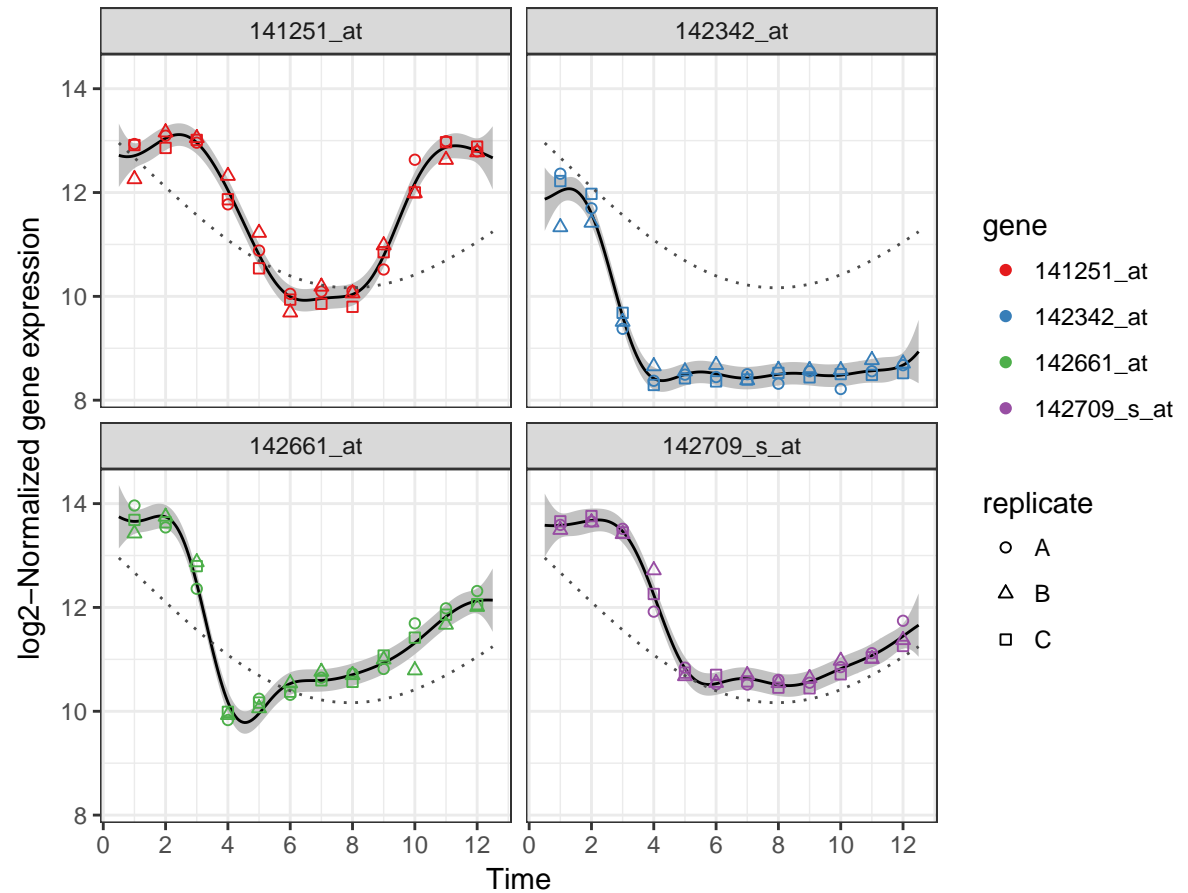 141251_at
142342_at
14
12
10
8
142661_at
142709_s_at
14
12
10
8
0 2 4 6 8 10 12
0 2 4 6 8 10 12
Time
log2−Normalized gene expression
gene
141251_at
142342_at
142661_at
142709_s_at
replicate
A
B
C